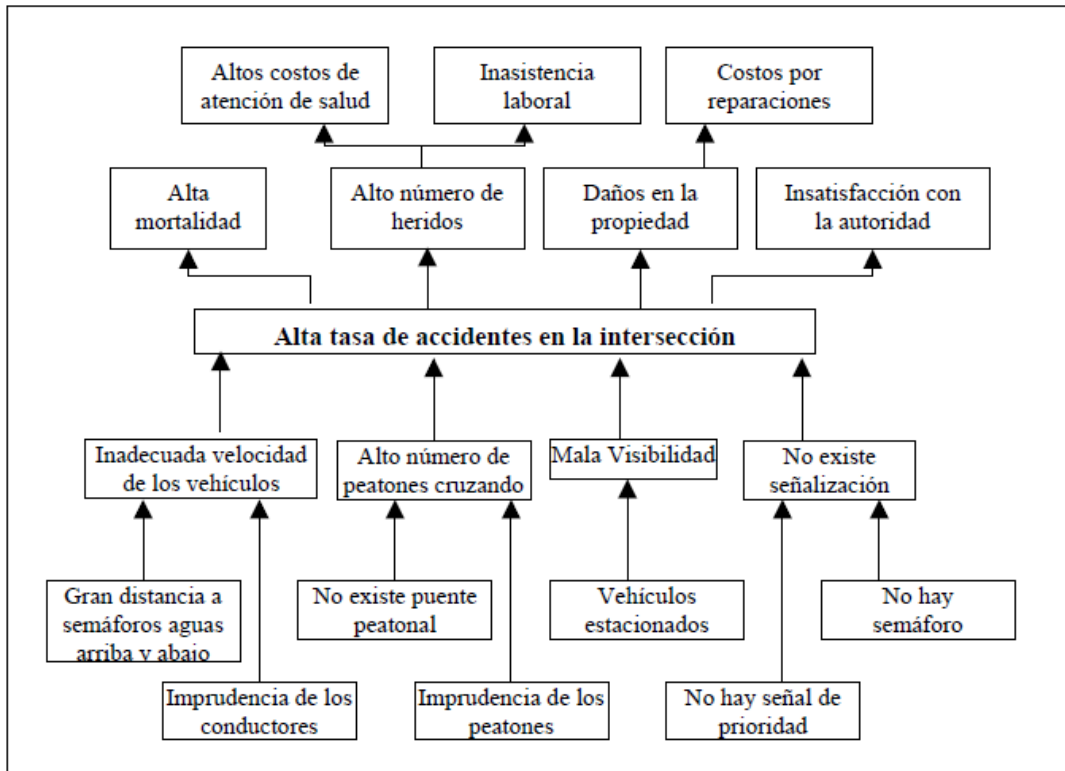 Altos costos de
atención de salud
Inasistencia
laboral
Costos por
reparaciones
Alta
mortalidad
Alto número de
heridos
Daños en la
propiedad
Insatisfacción con
la autoridad
Alta tasa de accidentes en la intersección
Inadecuada velocidad
de los vehículos
Alto número de
peatones cruzando
Mala Visibilidad
No existe
señalización
Gran distancia a
semáforos aguas
arriba y abajo
No existe puente
peatonal
Vehículos
estacionados
No hay
semáforo
Imprudencia de los
conductores
Imprudencia de los
peatones
No hay señal de
prioridad